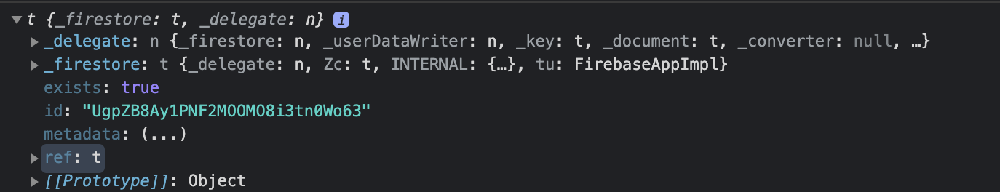 t {_firestore: t, _delegate: n} i
_delegate: n {_firestore: n, _userDataWriter: n, _key: t, _document: t, _converter: null, …}
_firestore: t {_delegate: n, Zc: t, INTERNAL: {…}, tu: FirebaseAppImpl}
exists: true
id: "UgpZB8Ay1PNF2MOOMO8i3tn0Wo63"
metadata: (...)
ref: t
[[Prototype]]: Object